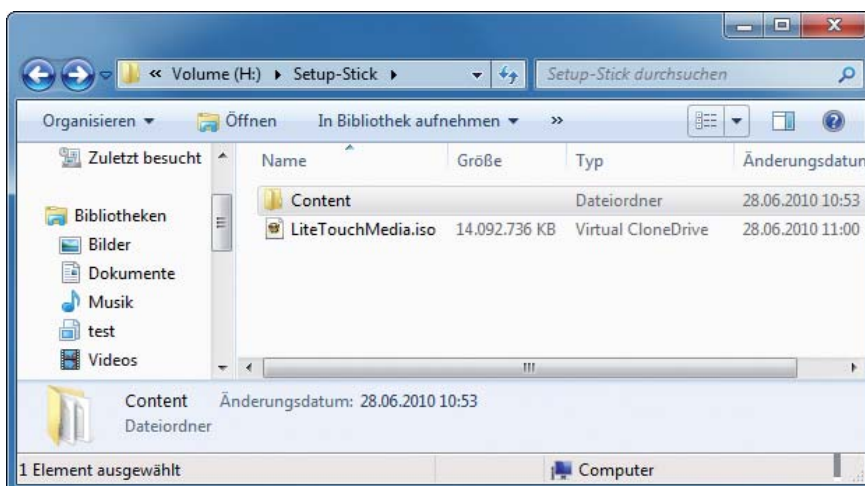 « Volume (H:) ▸ Setup-Stick ▸ Setup-Stick durchsuchen
Organisieren Öffnen In Bibliothek aufnehmen »
Zuletzt besucht
Bibliotheken
Bilder
Dokumente
Musik
test
Videos
Name Größe Typ Änderungsdatum
Content Dateiordner 28.06.2010 10:53
LiteTouchMedia.iso 14.092.736 KB Virtual CloneDrive 28.06.2010 11:00
Content Änderungsdatum: 28.06.2010 10:53
Dateiordner
1 Element ausgewählt Computer